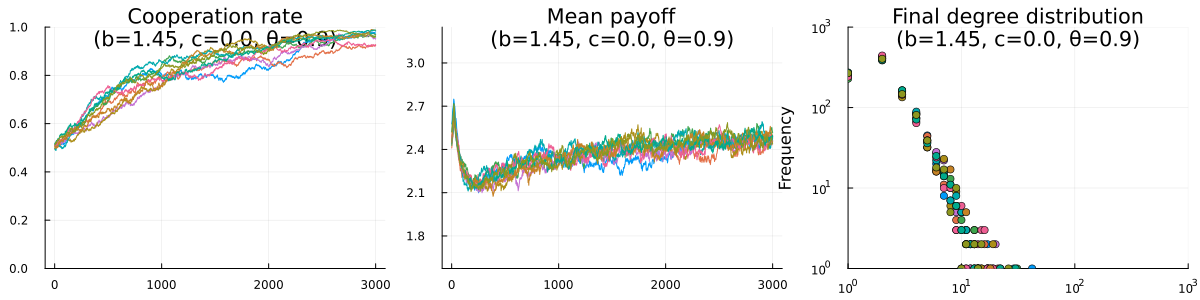 Cooperation rate
(b=1.45, c=0.0, θ=0.9)
1.0
0.8
0.6
0.4
0.2
0.0
0 1000 2000 3000
Mean payoff
(b=1.45, c=0.0, θ=0.9)
3.0
2.7
2.4
2.1
1.8
0 1000 2000 3000
Final degree distribution
(b=1.45, c=0.0, θ=0.9)
Frequency
10³
10²
10¹
10⁰
10⁰ 10¹ 10² 10³